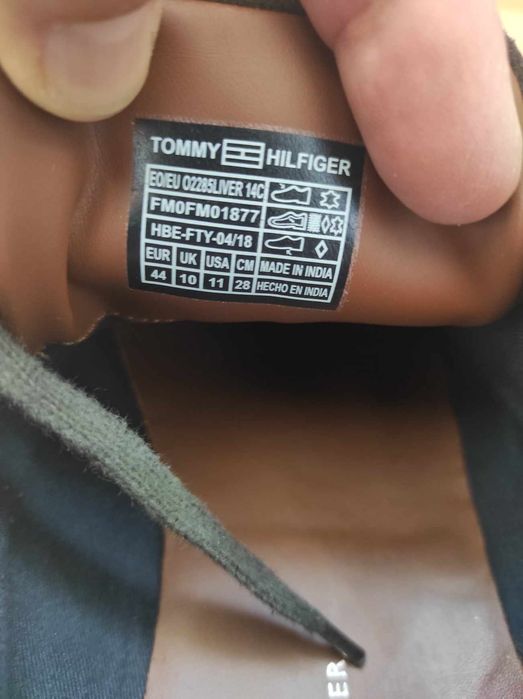 TOMMY HILFIGER
EO/EU O2285LIVER 14C
FM0FM01877
HBE-FTY-04/18
EUR UK USA CM MADE IN INDIA
44 10 11 28 HECHO EN INDIA
ER